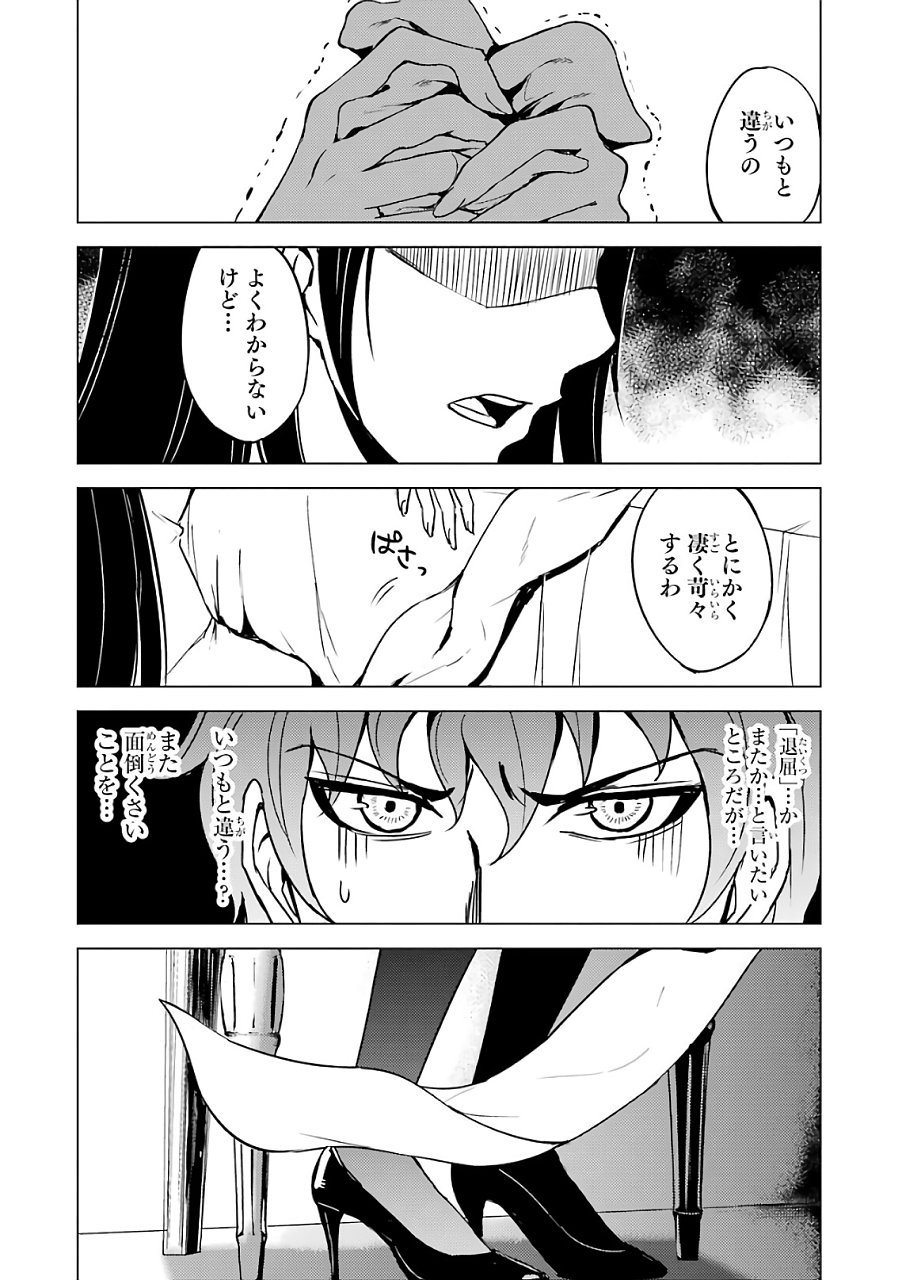 いつもと
違うの
よくわからない
けど…
とにかく
凄く苛々
するわ
ぱさっ
「退屈」…か
またか…と言いたい
ところだが…
いつもと違う…？
また
面倒くさい
ことを…